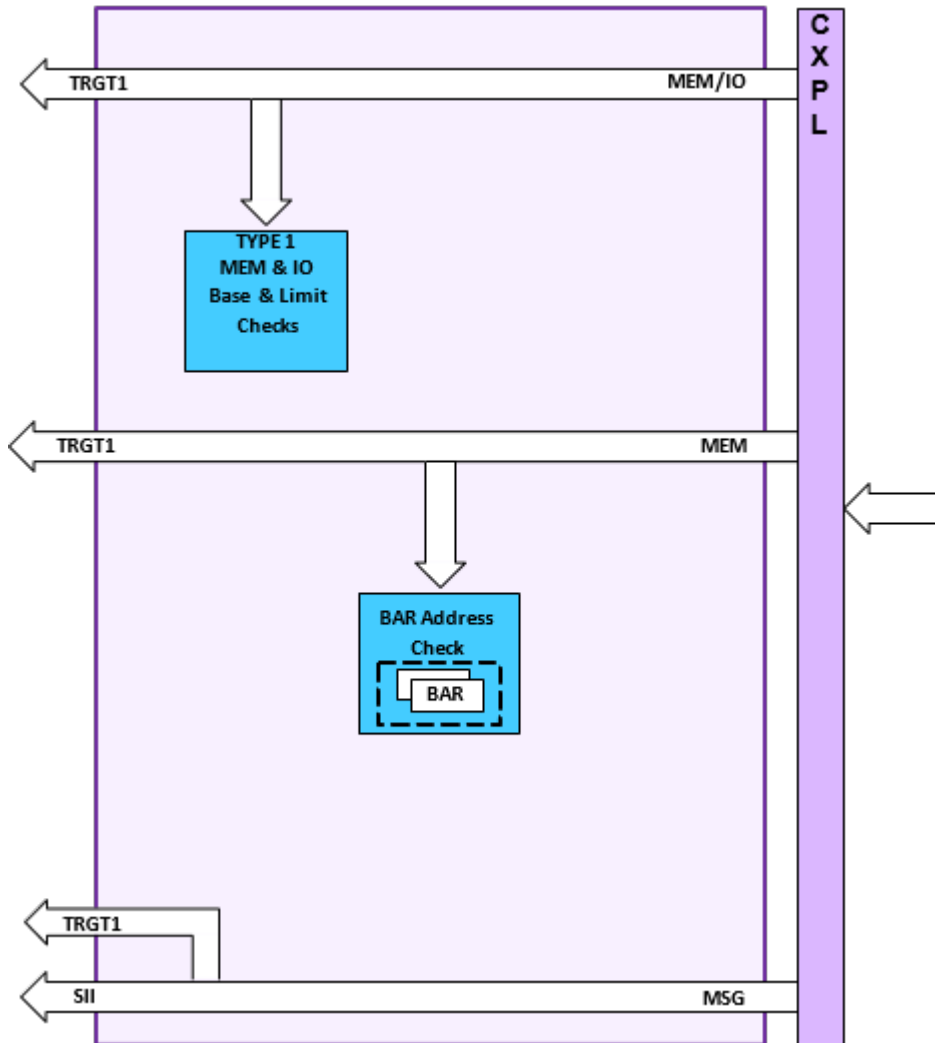 C
X
P
L
TRGT1 MEM/IO
TYPE 1
MEM & IO
Base & Limit
Checks
TRGT1 MEM
BAR Address
Check
BAR
TRGT1
SII MSG